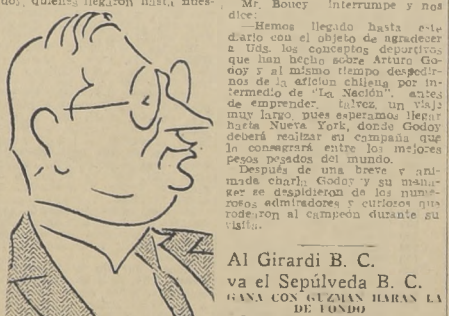 dos, quienes llegaron hasta nues-
Mr. Boucy interrumpe y nos
dice:
—Hemos llegado hasta este
diario con el objeto de agradecer
a Uds. los conceptos deportivos
que han hecho sobre Arturo Go-
doy y al mismo tiempo despedir-
nos de la afición chilena por in-
termedio de "La Nación", antes
de emprender, talvez, un viaje
muy largo, pues esperamos llegar
hasta Nueva York, donde Godoy
deberá realizar su campaña que
lo consagrará entre los mejores
pesos pesados del mundo.
Después de una breve y ani-
mada charla Godoy y su mana-
ger se despidieron de los nume-
rosos admiradores y curiosos que
rodearon al campeón durante su
visita.
Al Girardi B. C.
va el Sepúlveda B. C.
GANA CON GUZMAN HARAN LA
DE FONDO